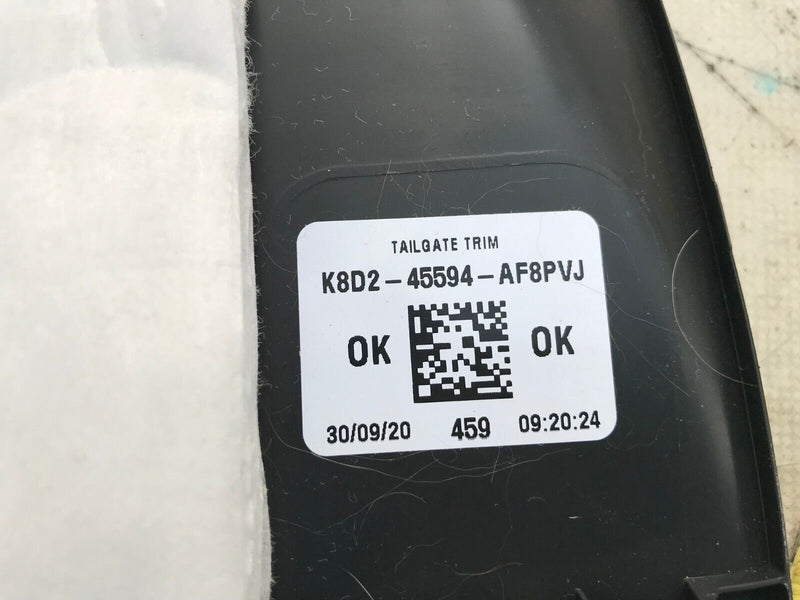 TAILGATE TRIM
K8D2-45594-AF8PVJ
OK OK
30/09/20 459 09:20:24